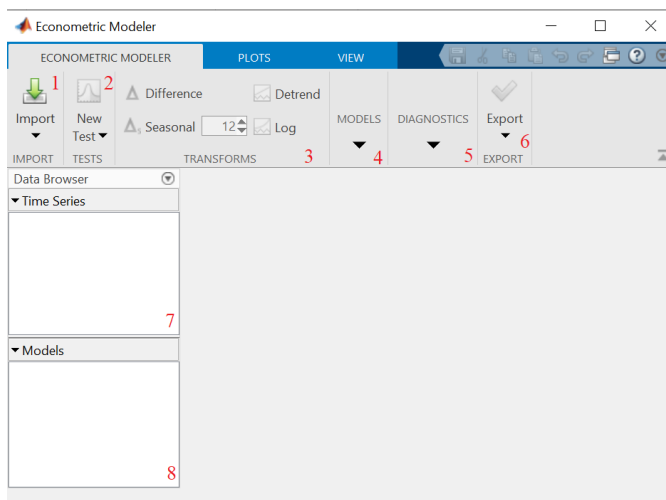 Econometric Modeler
ECONOMETRIC MODELER PLOTS VIEW
1 2 Difference Detrend
Import New Test MODELS DIAGNOSTICS Export
Δs Seasonal 12 Log
IMPORT TESTS TRANSFORMS 3 4 5 EXPORT 6
Data Browser
Time Series
7
Models
8